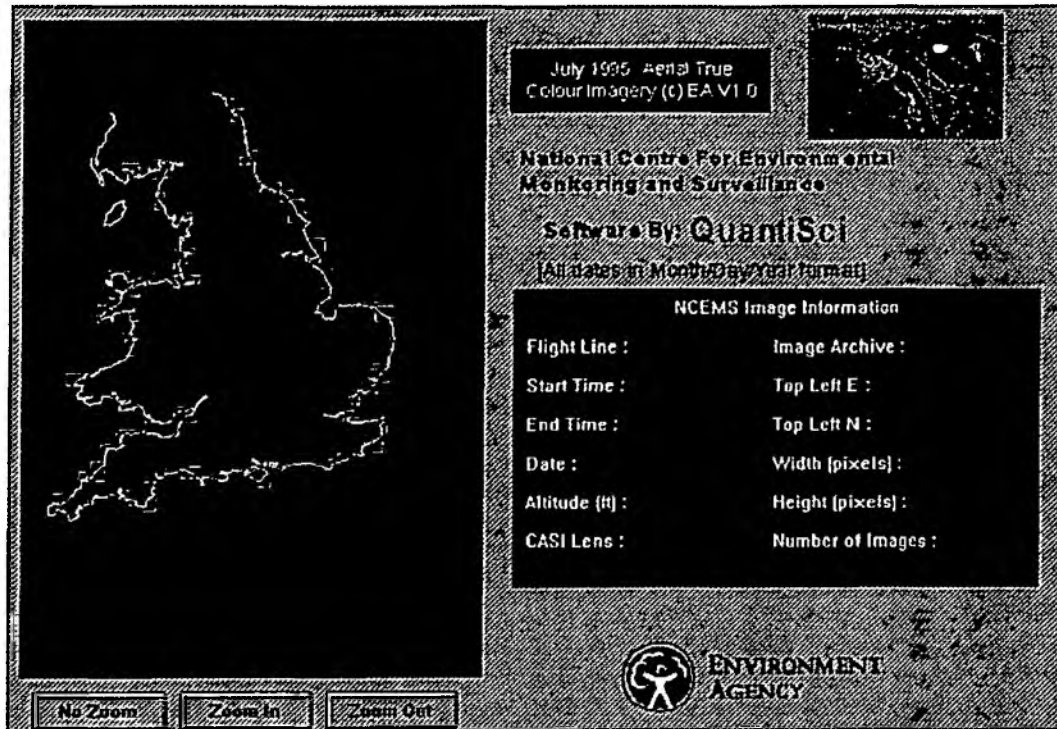 July 1995 Aerial True
Colour Imagery (c) EA V1.0
National Centre For Environmental
Monitoring and Surveillance
Software By: QuantiSci
[All dates in Month/Day/Year format]
NCEMS Image Information
Flight Line :
Image Archive :
Start Time :
Top Left E :
End Time :
Top Left N :
Date :
Width (pixels) :
Altitude (ft) :
Height (pixels) :
CASI Lens :
Number of Images :
ENVIRONMENT
AGENCY
No Zoom
Zoom In
Zoom Out